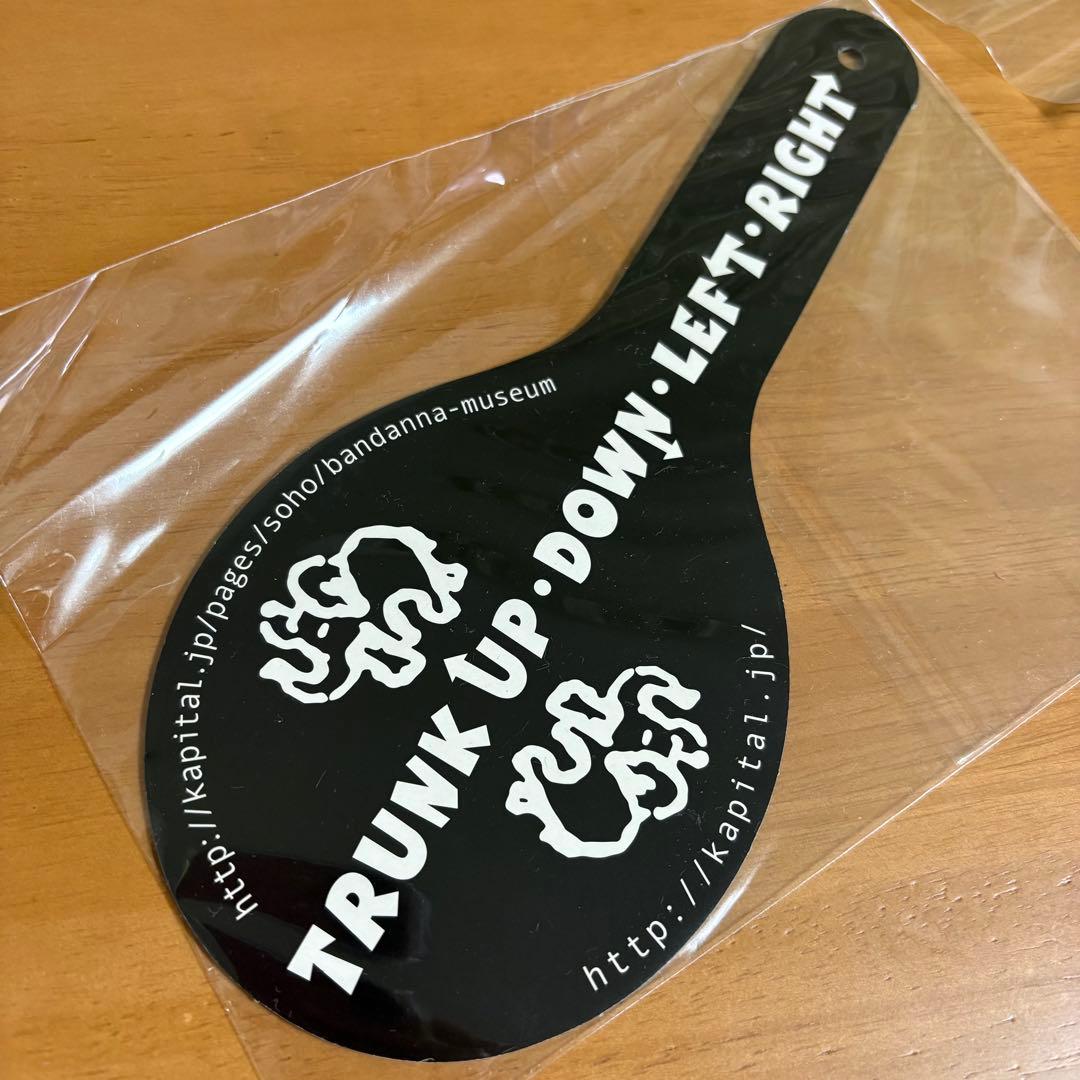 http://kapital.jp/pages/soho/bandanna-museum
TRUNK UP·DOWN·LEFT·RIGHT
http://kapital.jp/